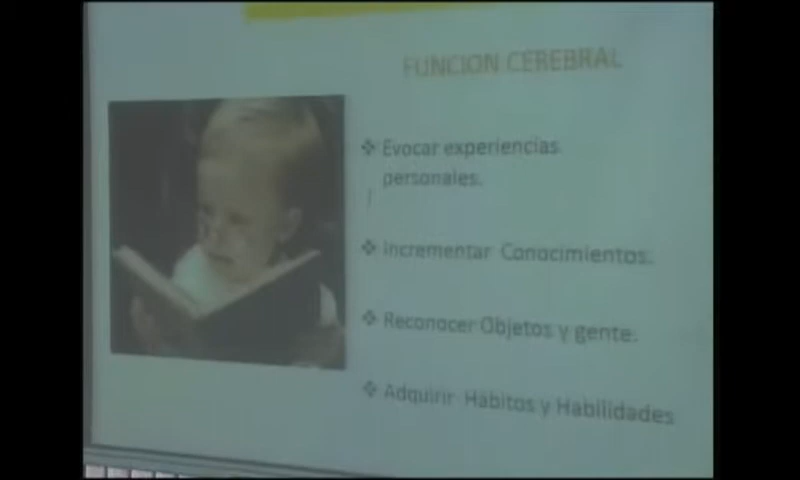 FUNCION CEREBRAL
❖ Evocar experiencias
personales.
❖ Incrementar Conocimientos.
❖ Reconocer Objetos y gente.
❖ Adquirir Habitos y Habilidades